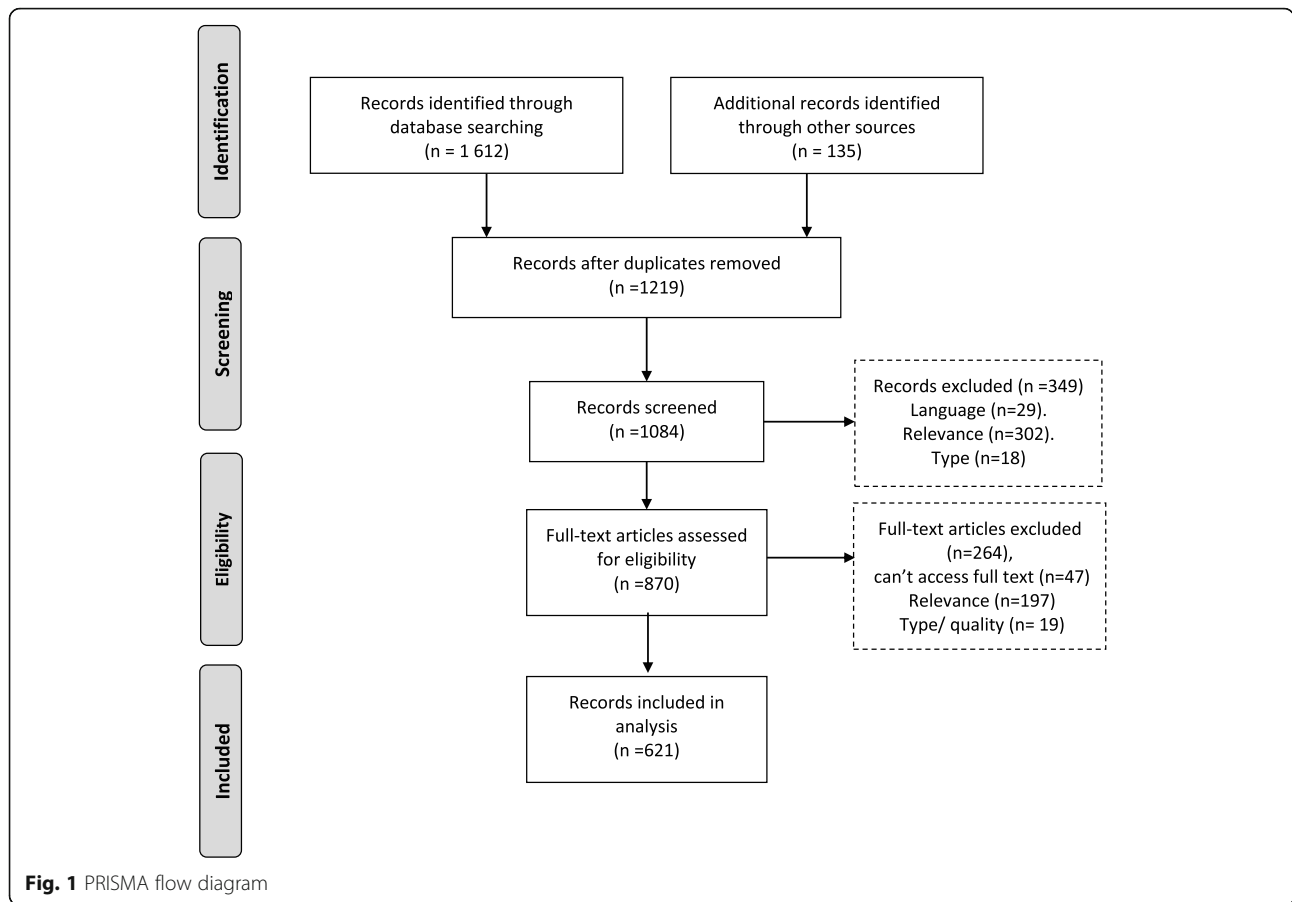 Identification
Records identified through
database searching
(n = 1 612)
Additional records identified
through other sources
(n = 135)
Screening
Records after duplicates removed
(n =1219)
Records screened
(n =1084)
Records excluded (n =349)
Language (n=29).
Relevance (n=302).
Type (n=18)
Eligibility
Full-text articles assessed
for eligibility
(n =870)
Full-text articles excluded
(n=264),
can’t access full text (n=47)
Relevance (n=197)
Type/ quality (n= 19)
Included
Records included in
analysis
(n =621)
Fig. 1 PRISMA flow diagram